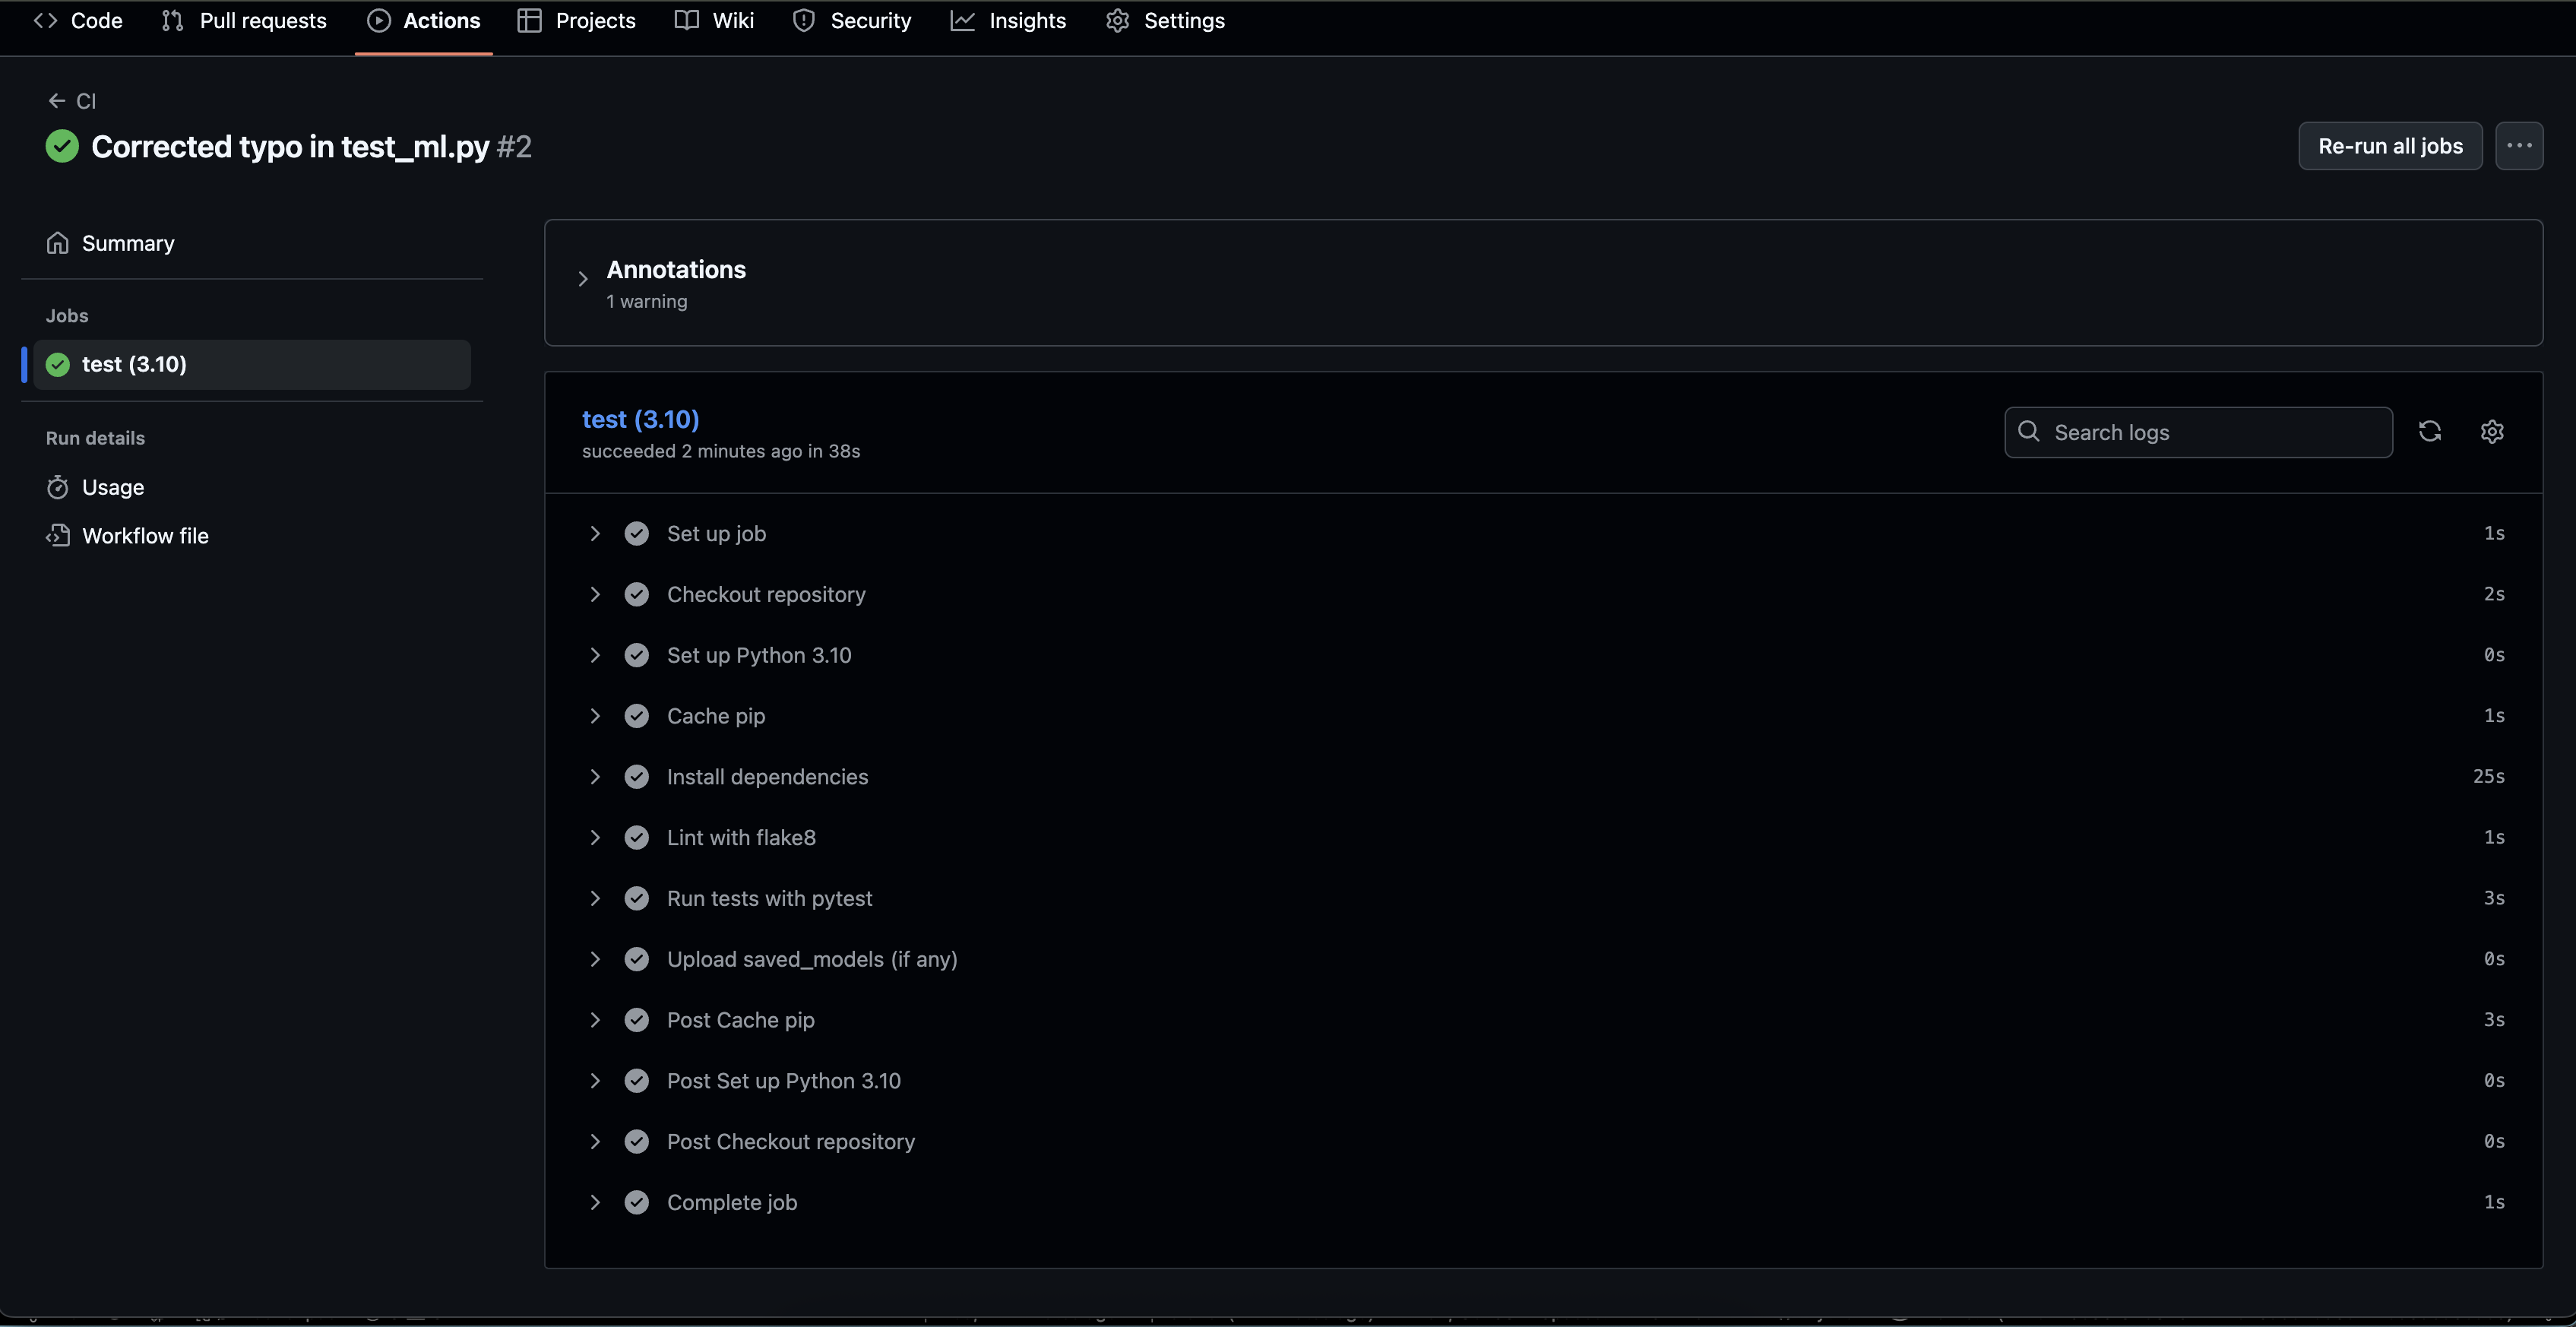 Code Pull requests Actions Projects Wiki Security Insights Settings
CI
Corrected typo in test_ml.py #2
Re-run all jobs
Summary
Jobs
test (3.10)
Run details
Usage
Workflow file
Annotations
1 warning
test (3.10)
succeeded 2 minutes ago in 38s
Search logs
Set up job 1s
Checkout repository 2s
Set up Python 3.10 0s
Cache pip 1s
Install dependencies 25s
Lint with flake8 1s
Run tests with pytest 3s
Upload saved_models (if any) 0s
Post Cache pip 3s
Post Set up Python 3.10 0s
Post Checkout repository 0s
Complete job 1s